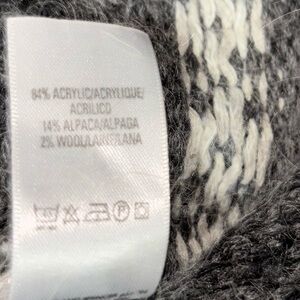 84% ACRYLIC/ACRYLIQUE/
ACRILICO
14% ALPACA/ALPAGA
2% WOOL/LAINE/LANA